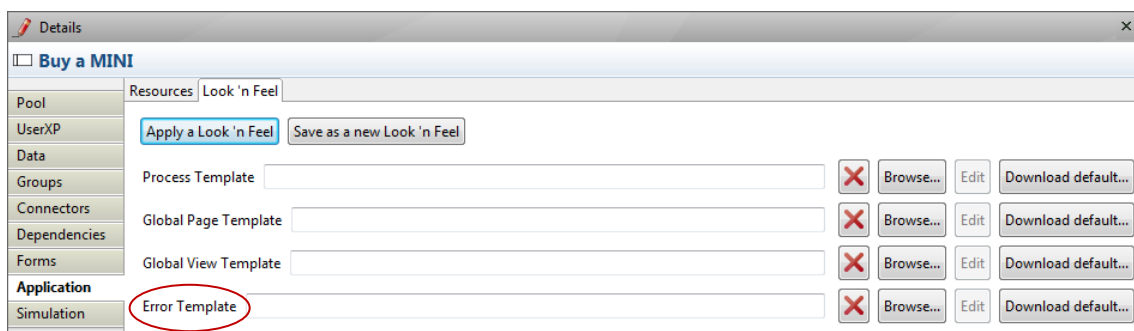 Details
Buy a MINI
Resources Look 'n Feel
Pool
UserXP
Data
Groups
Connectors
Dependencies
Forms
Application
Simulation
Apply a Look 'n Feel Save as a new Look 'n Feel
Process Template Browse... Edit Download default...
Global Page Template Browse... Edit Download default...
Global View Template Browse... Edit Download default...
Error Template Browse... Edit Download default...